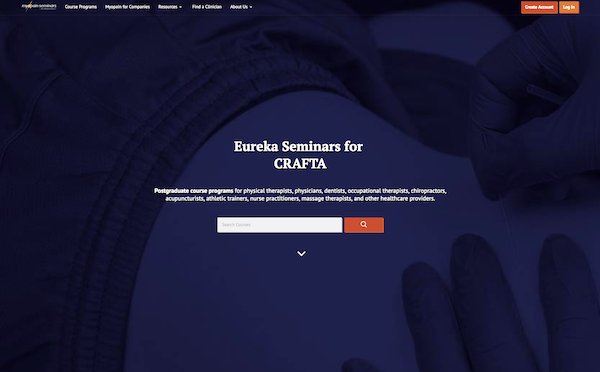 myopain seminars
Course Programs
Myopain for Companies
Resources
Find a Clinician
About Us
Create Account
Log In
Eureka Seminars for
CRAFTA
Postgraduate course programs for physical therapists, physicians, dentists, occupational therapists, chiropractors,
acupuncturists, athletic trainers, nurse practitioners, massage therapists, and other healthcare providers.
Search Courses